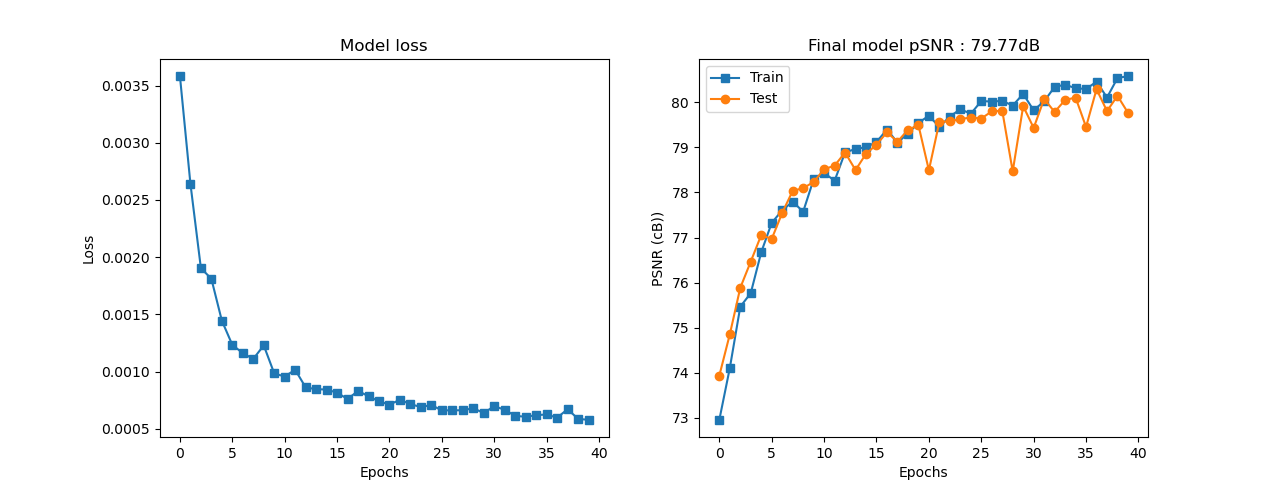 Model loss
Loss
0.0035
0.0030
0.0025
0.0020
0.0015
0.0010
0.0005
0 5 10 15 20 25 30 35 40
Epochs
Final model pSNR : 79.77dB
Train
Test
PSNR (cB))
80
79
78
77
76
75
74
73
0 5 10 15 20 25 30 35 40
Epochs